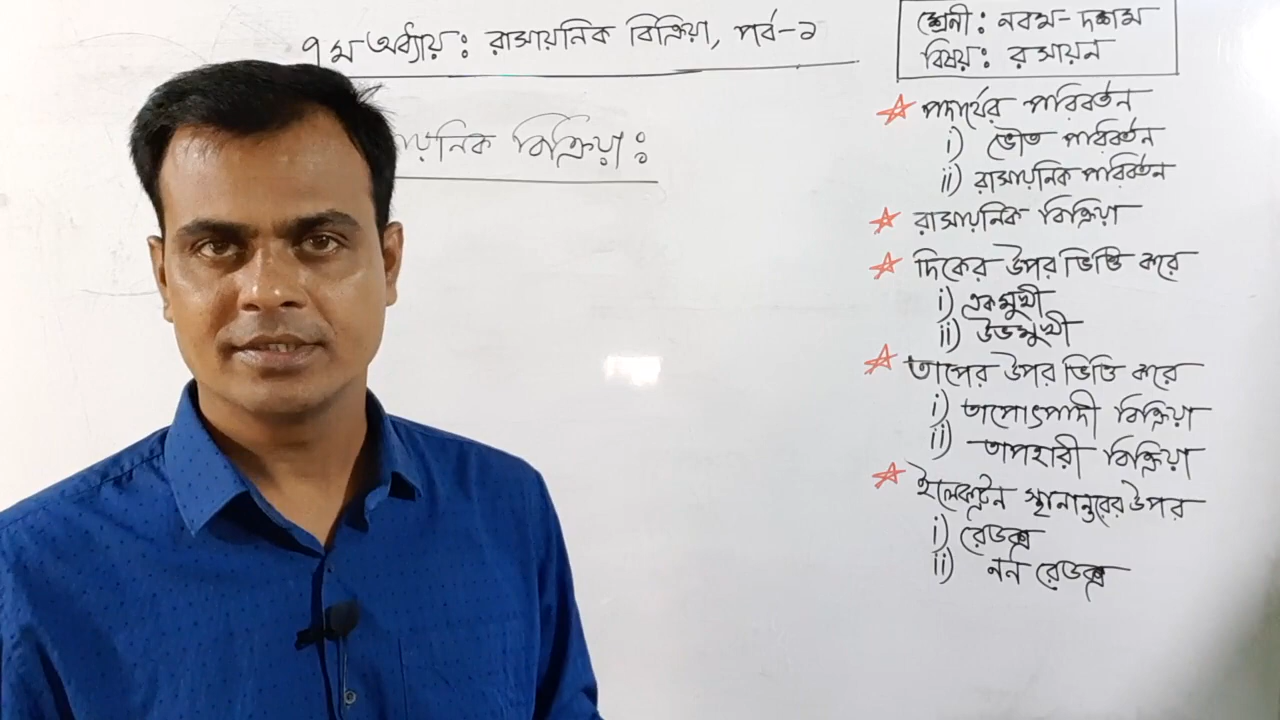 ৭ম অধ্যায়ঃ রাসায়নিক বিক্রিয়া, পর্ব-১
শ্রেনীঃ নবম-দশম
বিষয়ঃ রসায়ন
বিক্রিয়াঃ
পদার্থের পরিবর্তন
i) ভৌত পরিবর্তন
ii) রাসায়নিক পরিবর্তন
রাসায়নিক বিক্রিয়া
দিকের উপর ভিত্তি করে
i) একমুখী
ii) উভমুখী
তাপের উপর ভিত্তি করে
i) তাপোৎপাদী বিক্রিয়া
ii) তাপহারী বিক্রিয়া
ইলেকট্রন স্থানান্তরের উপর
i) রেডক্স
ii) নন রেডক্স